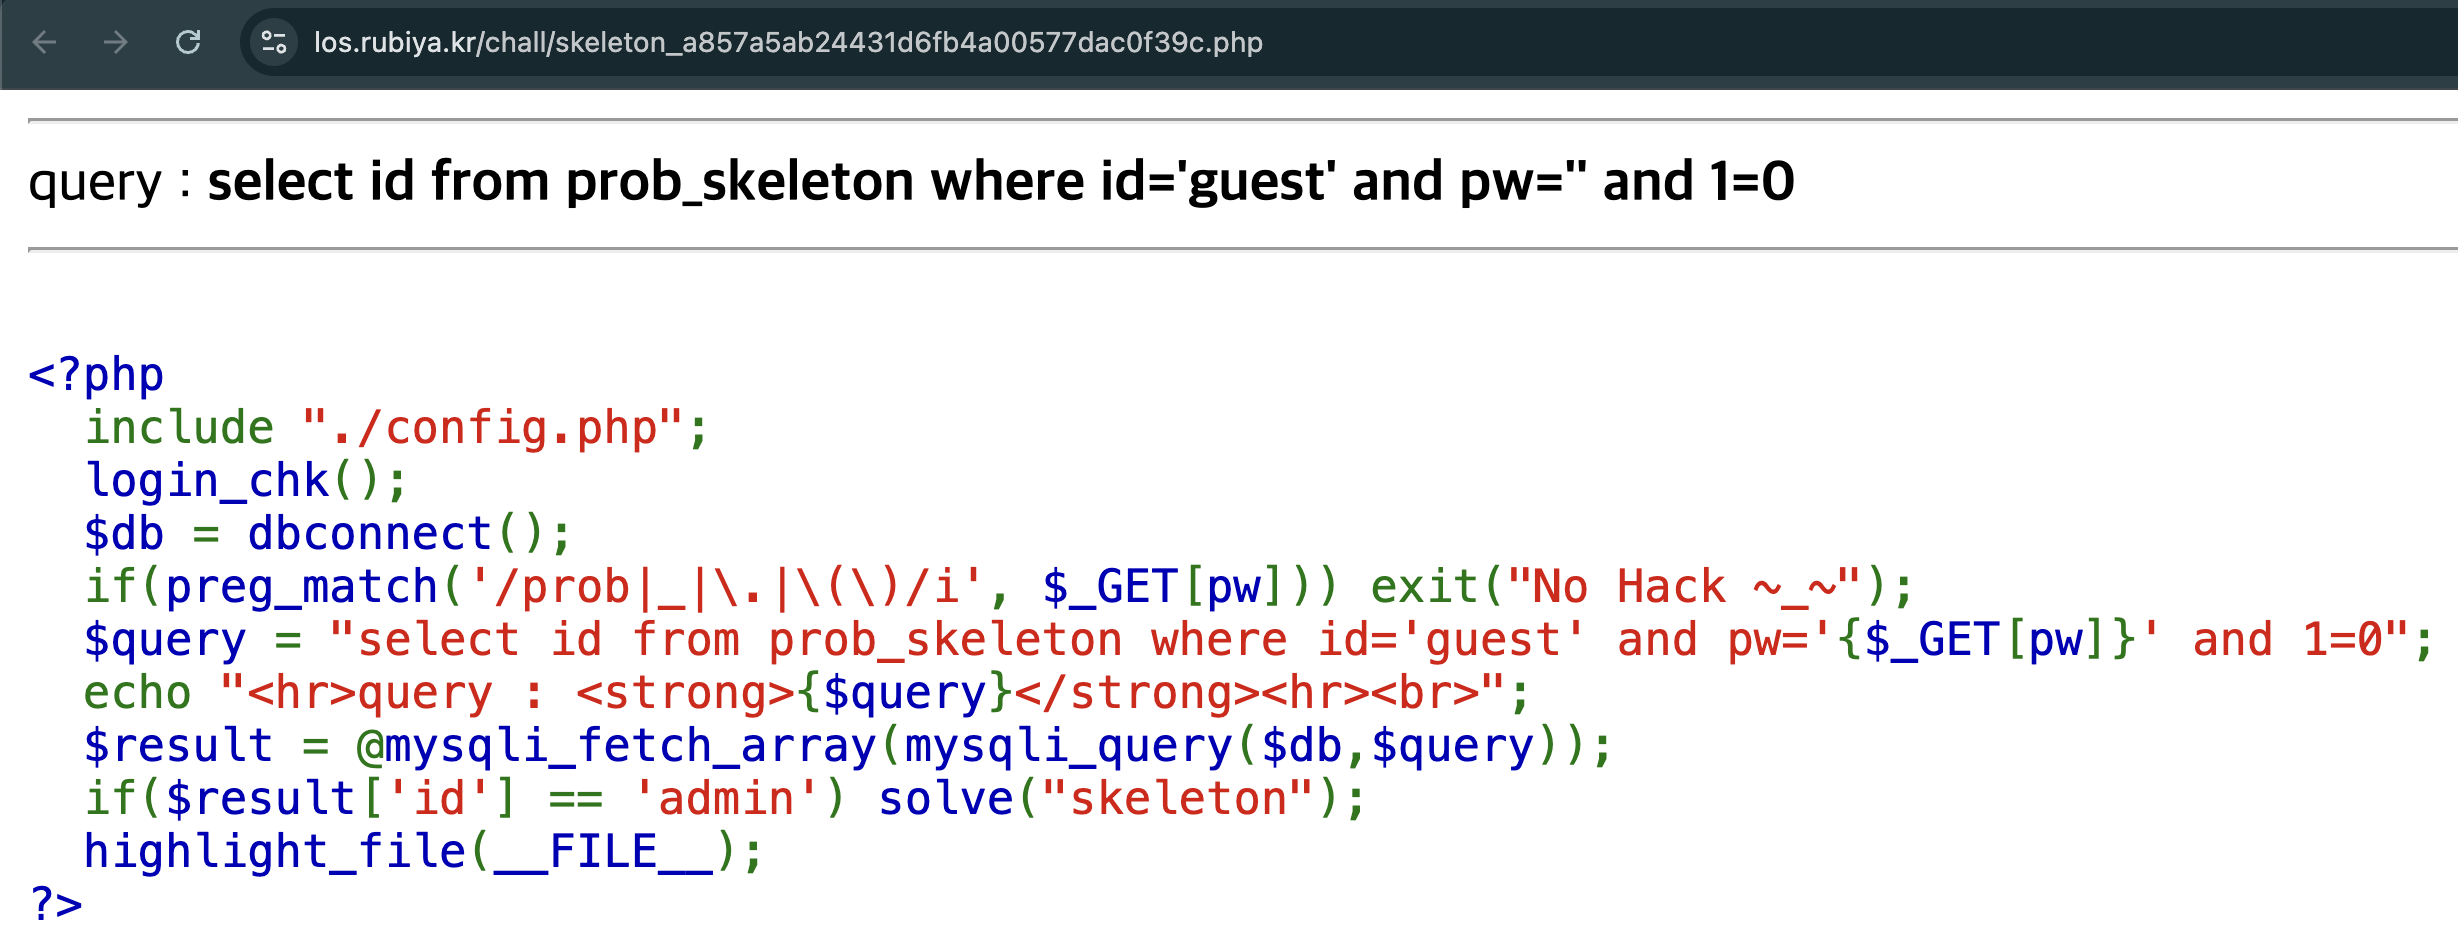 los.rubiya.kr/chall/skeleton_a857a5ab24431d6fb4a00577dac0f39c.php
query : select id from prob_skeleton where id='guest' and pw='' and 1=0
<?php
  include "./config.php";
  login_chk();
  $db = dbconnect();
  if(preg_match('/prob|_|\.|\(\)/i', $_GET[pw])) exit("No Hack ~_~");
  $query = "select id from prob_skeleton where id='guest' and pw='{$_GET[pw]}' and 1=0";
  echo "<hr>query : <strong>{$query}</strong><hr><br>";
  $result = @mysqli_fetch_array(mysqli_query($db,$query));
  if($result['id'] == 'admin') solve("skeleton");
  highlight_file(__FILE__);
?>